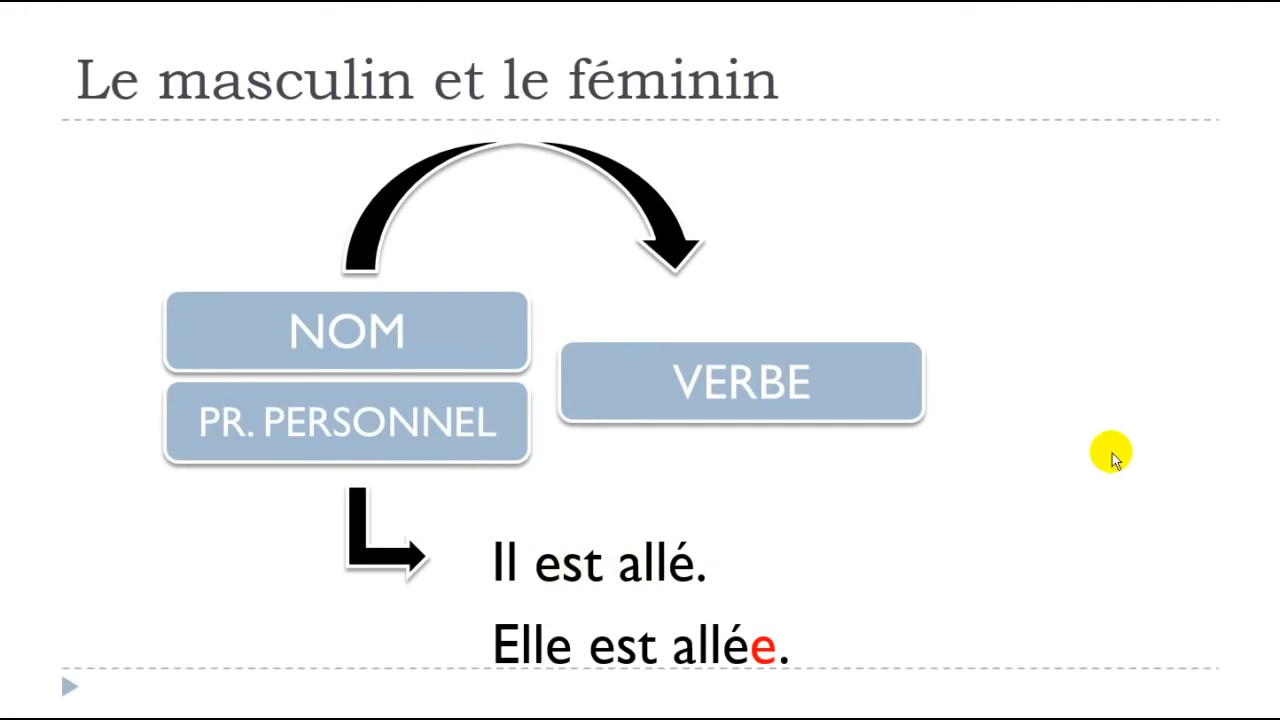 Le masculin et le féminin
NOM
PR. PERSONNEL
VERBE
Il est allé.
Elle est allée.